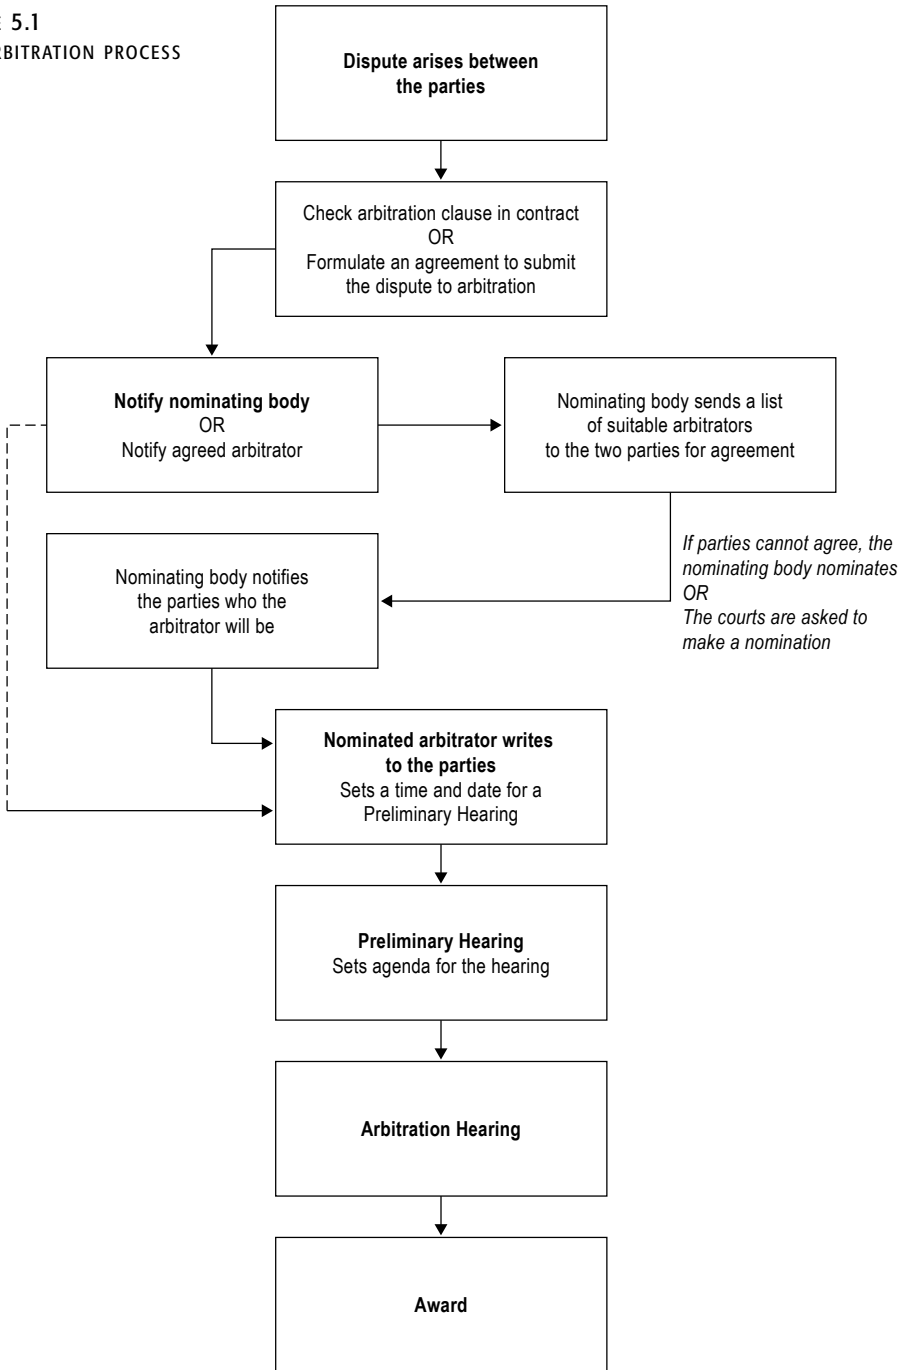 5.1
PROCESS
Dispute arises between
the parties
Check arbitration clause in contract
OR
Formulate an agreement to submit
the dispute to arbitration
Notify nominating body
OR
Notify agreed arbitrator
Nominating body sends a list
of suitable arbitrators
to the two parties for agreement
If parties cannot agree, the
nominating body nominates
OR
The courts are asked to
make a nomination
Nominating body notifies
the parties who the
arbitrator will be
Nominated arbitrator writes
to the parties
Sets a time and date for a
Preliminary Hearing
Preliminary Hearing
Sets agenda for the hearing
Arbitration Hearing
Award